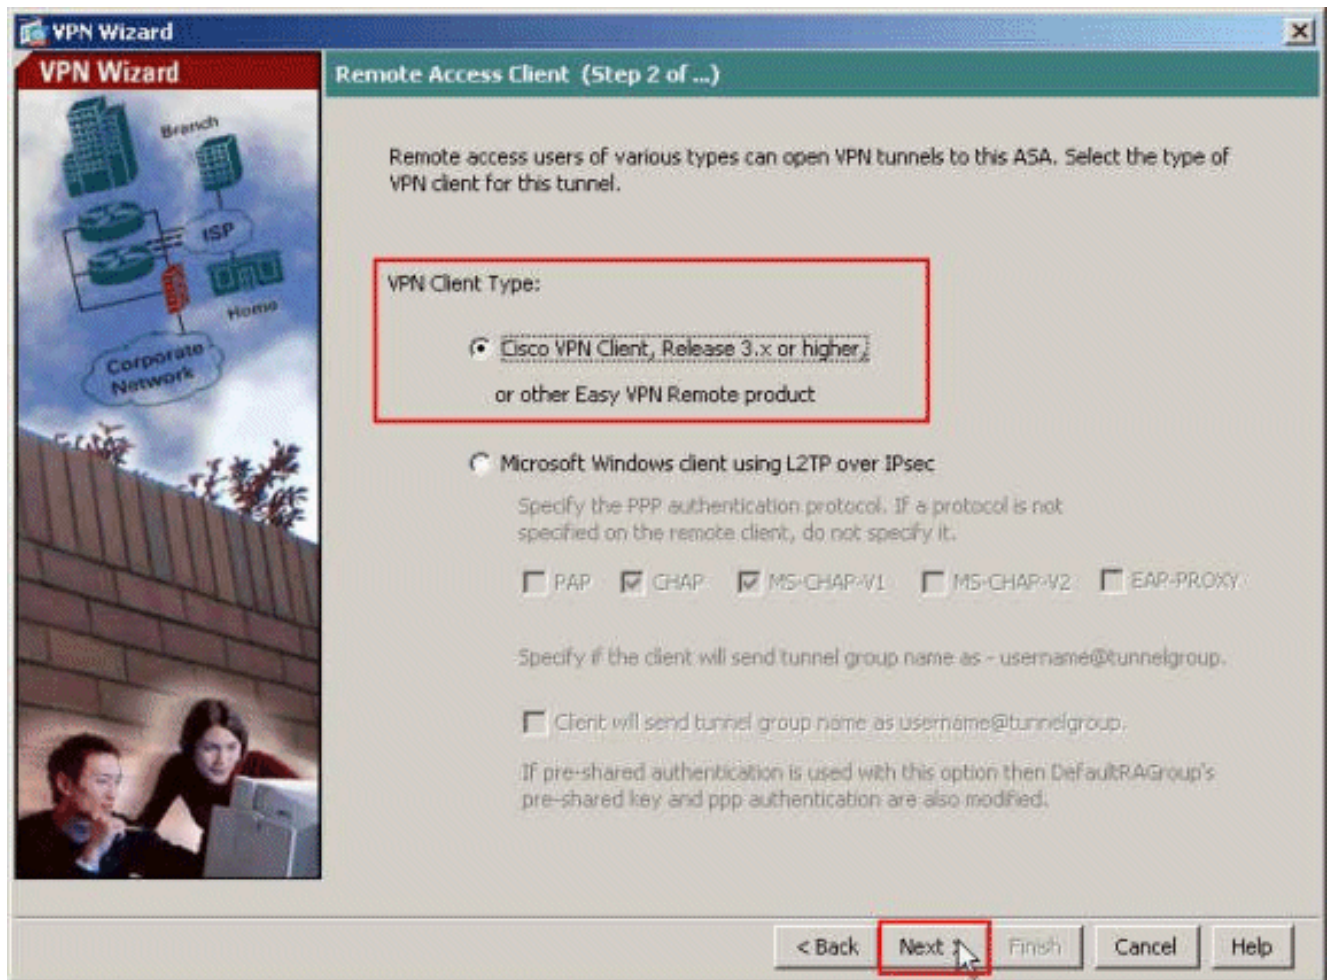 VPN Wizard
VPN Wizard
Remote Access Client (Step 2 of ...)
Branch
ISP
Home
Corporate
Network
Remote access users of various types can open VPN tunnels to this ASA. Select the type of
VPN client for this tunnel.
VPN Client Type:
Cisco VPN Client, Release 3.x or higher,
or other Easy VPN Remote product
Microsoft Windows client using L2TP over IPsec
Specify the PPP authentication protocol. If a protocol is not
specified on the remote client, do not specify it.
PAP CHAP MS-CHAP-V1 MS-CHAP-V2 EAP-PROXY
Specify if the client will send tunnel group name as - username@tunnelgroup.
Client will send tunnel group name as username@tunnelgroup.
If pre-shared authentication is used with this option then DefaultRAGroup's
pre-shared key and ppp authentication are also modified.
< Back Next > Finish Cancel Help